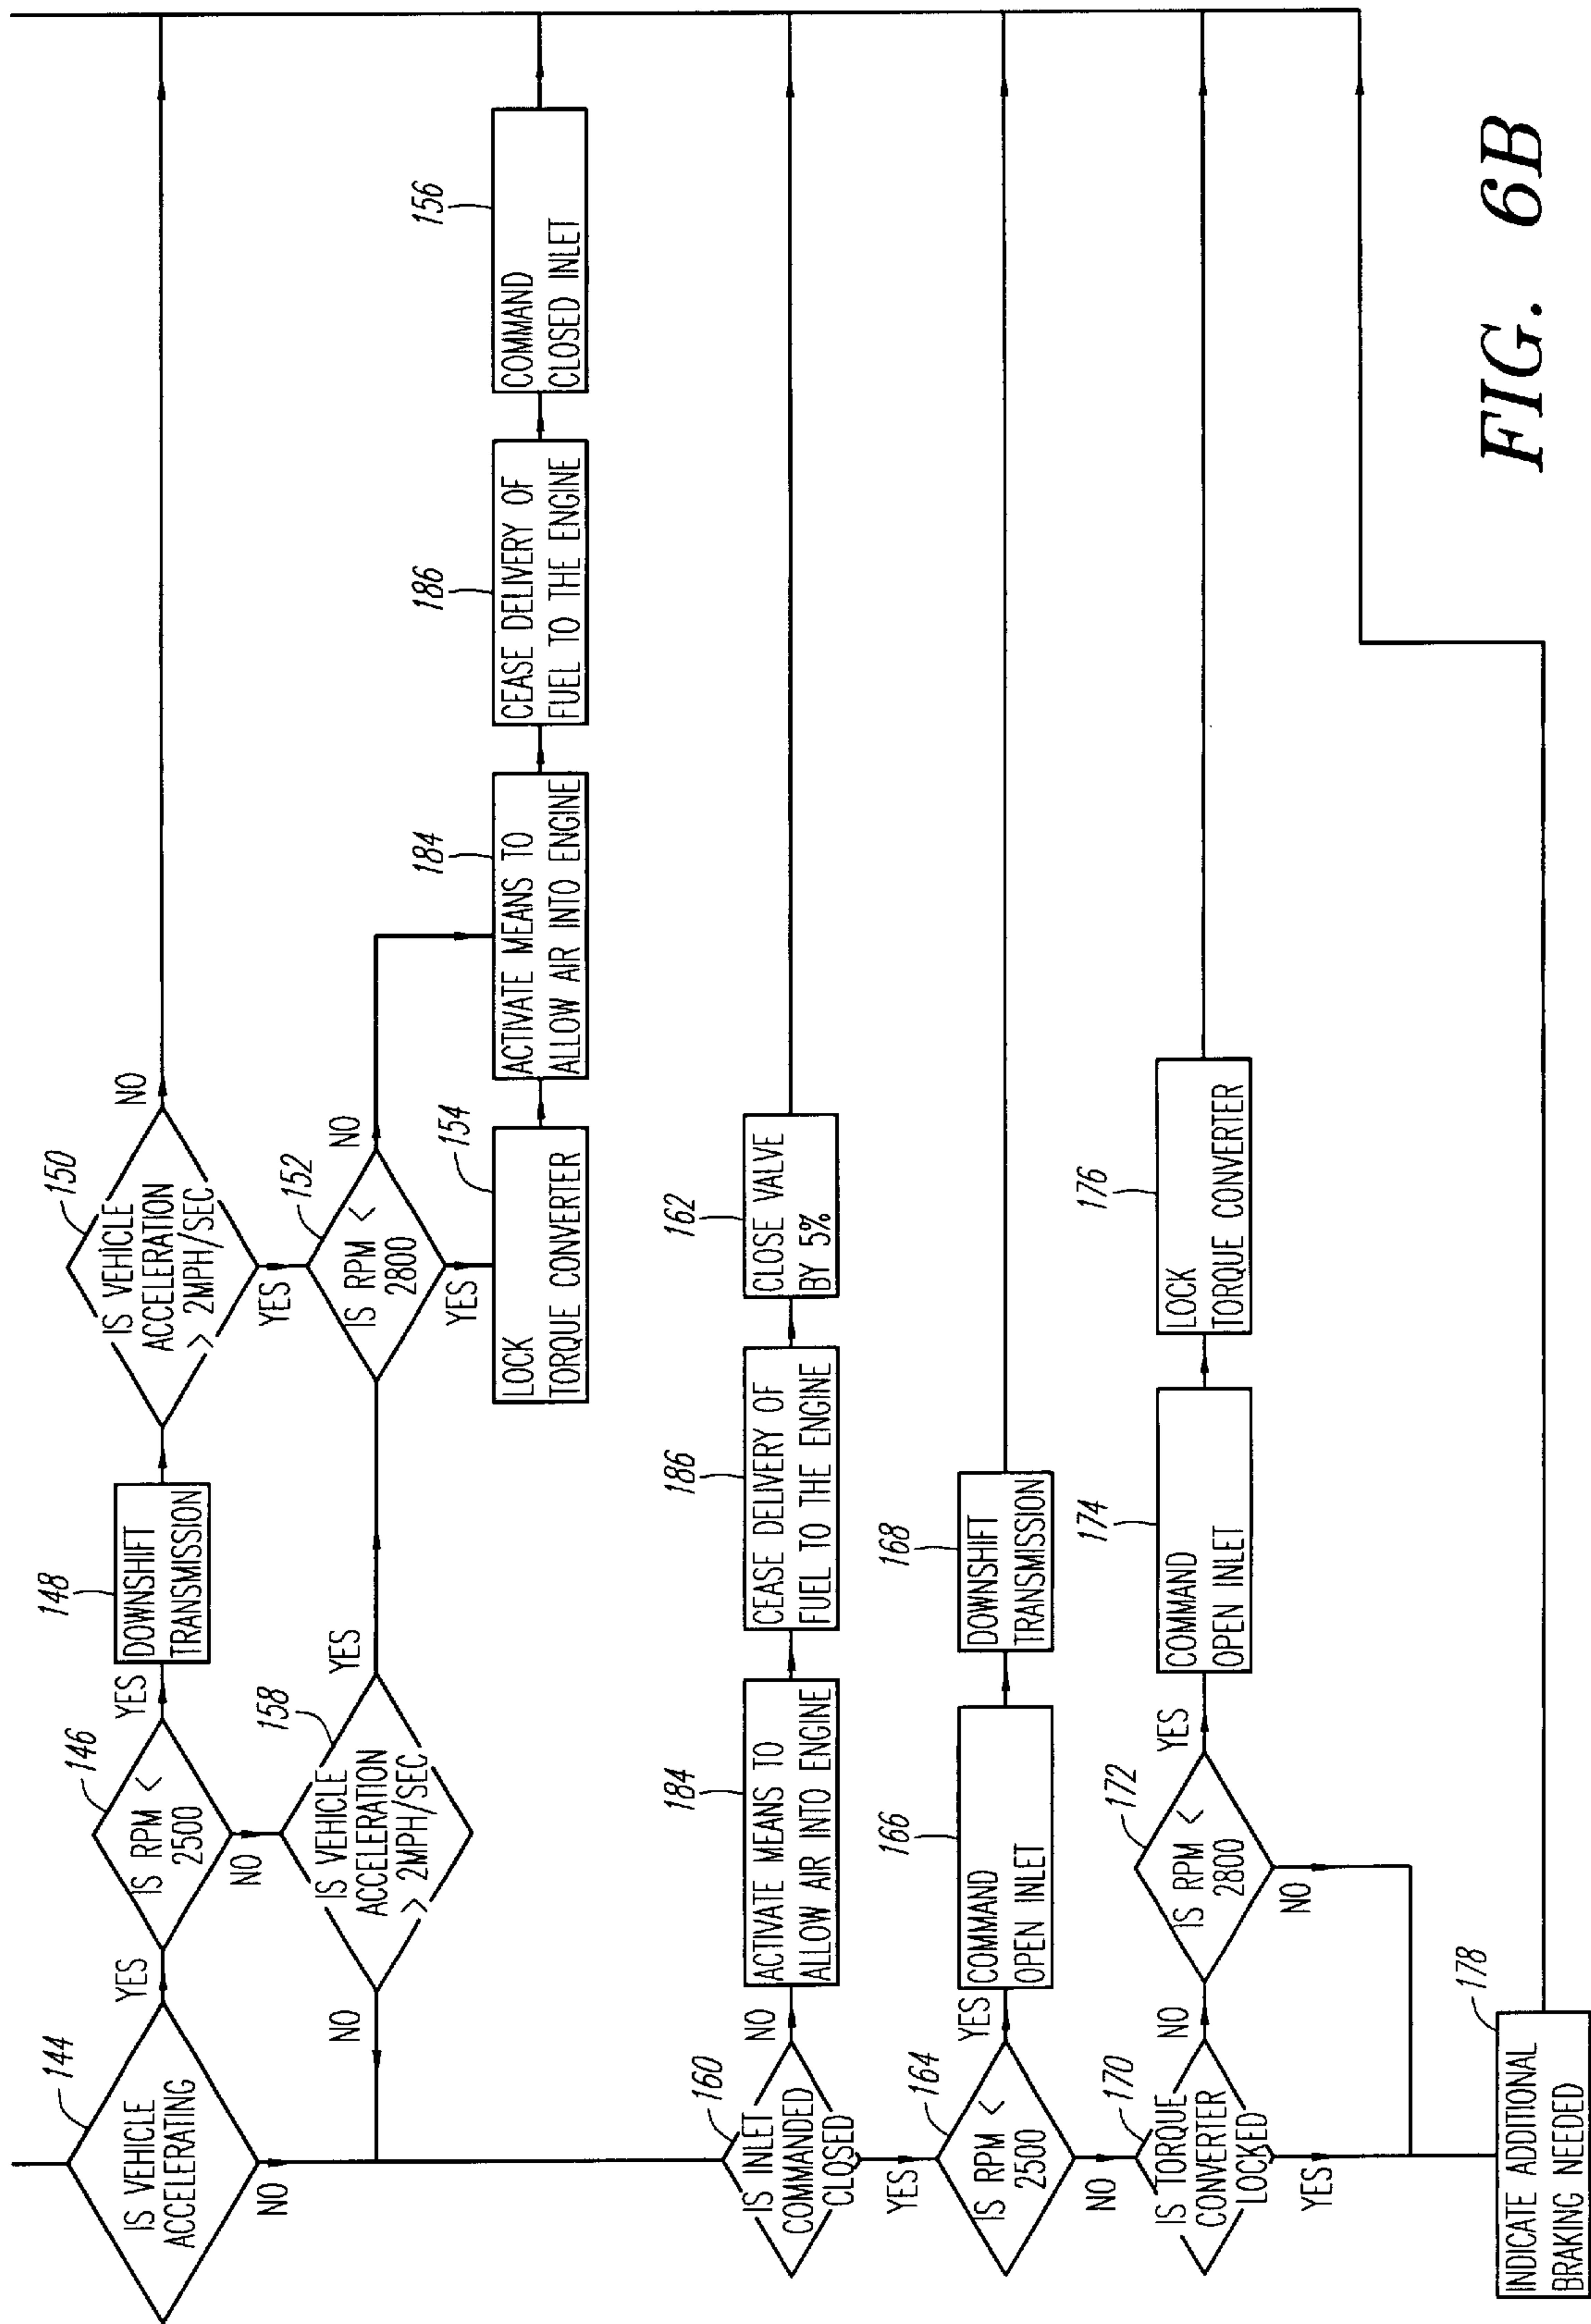 144
IS VEHICLE
ACCELERATING
YES
NO
146
IS RPM <
2500
YES
NO
148
DOWNSHIFT
TRANSMISSION
150
IS VEHICLE
ACCELERATION
> 2MPH/SEC
NO
YES
158
IS VEHICLE
ACCELERATION
> 2MPH/SEC
YES
NO
152
IS RPM <
2800
NO
YES
154
LOCK
TORQUE CONVERTER
184
ACTIVATE MEANS TO
ALLOW AIR INTO ENGINE
186
CEASE DELIVERY OF
FUEL TO THE ENGINE
156
COMMAND
CLOSED INLET
160
IS INLET
COMMANDED
CLOSED
NO
YES
184
ACTIVATE MEANS TO
ALLOW AIR INTO ENGINE
186
CEASE DELIVERY OF
FUEL TO THE ENGINE
162
CLOSE VALVE
BY 5%
164
IS RPM <
2500
YES
NO
166
COMMAND
OPEN INLET
168
DOWNSHIFT
TRANSMISSION
170
IS TORQUE
CONVERTER
LOCKED
NO
YES
172
IS RPM <
2800
YES
NO
174
COMMAND
OPEN INLET
176
LOCK
TORQUE CONVERTER
178
INDICATE ADDITIONAL
BRAKING NEEDED
FIG. 6B